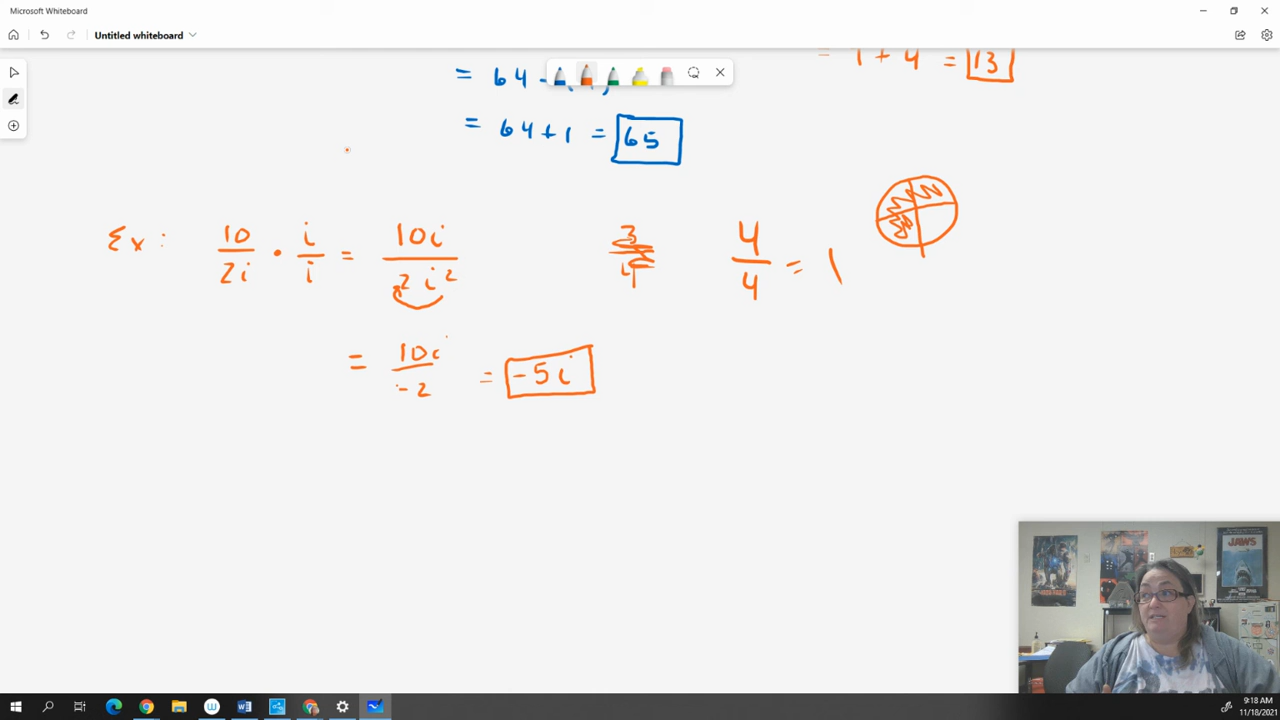 Microsoft Whiteboard
Untitled whiteboard
= 64
= 64 + 1 = 65
+ 4 = 13
Ex: 10/2i · i/i = 10i/2i²
3/4
4/4 = 1
= 10i/-2 = -5i
JAWS
9:18 AM
11/18/2021